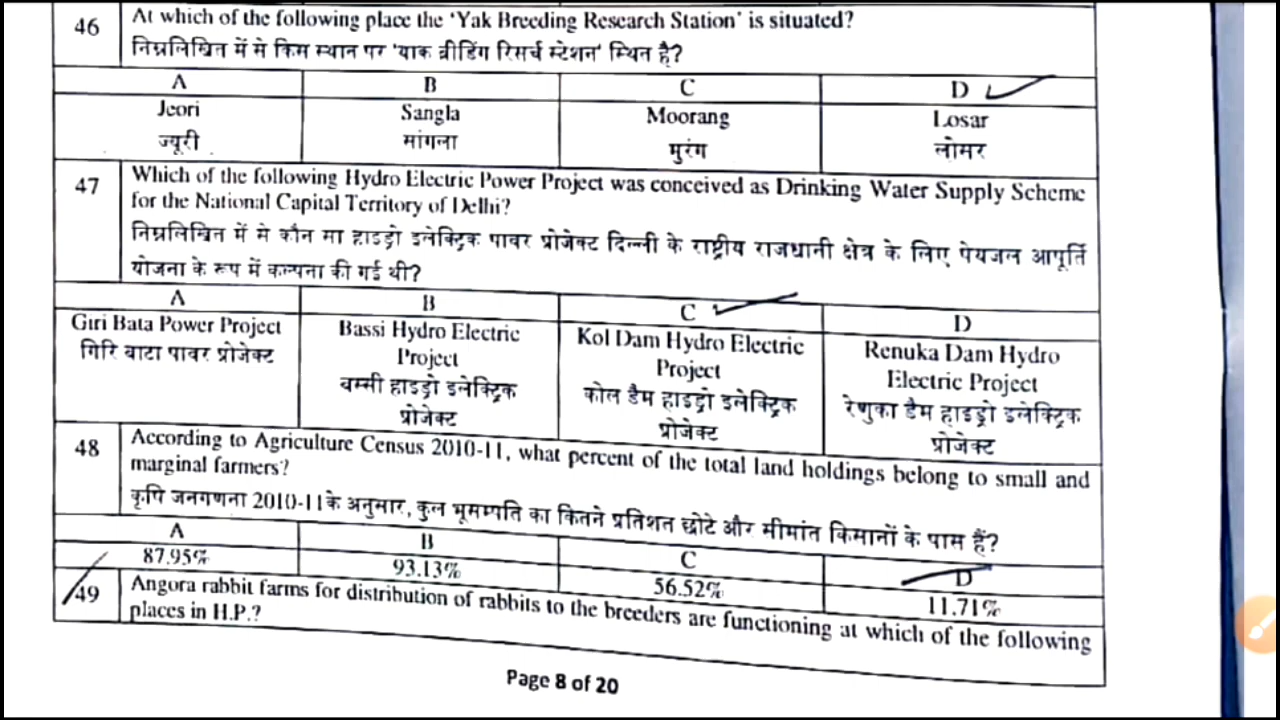 46
At which of the following place the 'Yak Breeding Research Station' is situated?
निम्नलिखित में से किस स्थान पर 'याक ब्रीडिंग रिसर्च स्टेशन' स्थित है?
A B C D
Jeori Sangla Moorang Losar
ज्यूरी सांगला मुरंग लोसर
47
Which of the following Hydro Electric Power Project was conceived as Drinking Water Supply Scheme
for the National Capital Territory of Delhi?
निम्नलिखित में से कौन सा हाइड्रो इलेक्ट्रिक पावर प्रोजेक्ट दिल्ली के राष्ट्रीय राजधानी क्षेत्र के लिए पेयजल आपूर्ति
योजना के रूप में कल्पना की गई थी?
A B C D
Giri Bata Power Project
गिरि बाटा पावर प्रोजेक्ट
Bassi Hydro Electric
Project
बस्सी हाइड्रो इलेक्ट्रिक
प्रोजेक्ट
Kol Dam Hydro Electric
Project
कोल डैम हाइड्रो इलेक्ट्रिक
प्रोजेक्ट
Renuka Dam Hydro
Electric Project
रेणुका डैम हाइड्रो इलेक्ट्रिक
प्रोजेक्ट
48
According to Agriculture Census 2010-11, what percent of the total land holdings belong to small and
marginal farmers?
कृषि जनगणना 2010-11के अनुसार, कुल भूसम्पति का कितने प्रतिशत छोटे और सीमांत किसानों के पास हैं?
A B C D
87.95% 93.13% 56.52% 11.71%
49
Angora rabbit farms for distribution of rabbits to the breeders are functioning at which of the following
places in H.P.?
Page 8 of 20